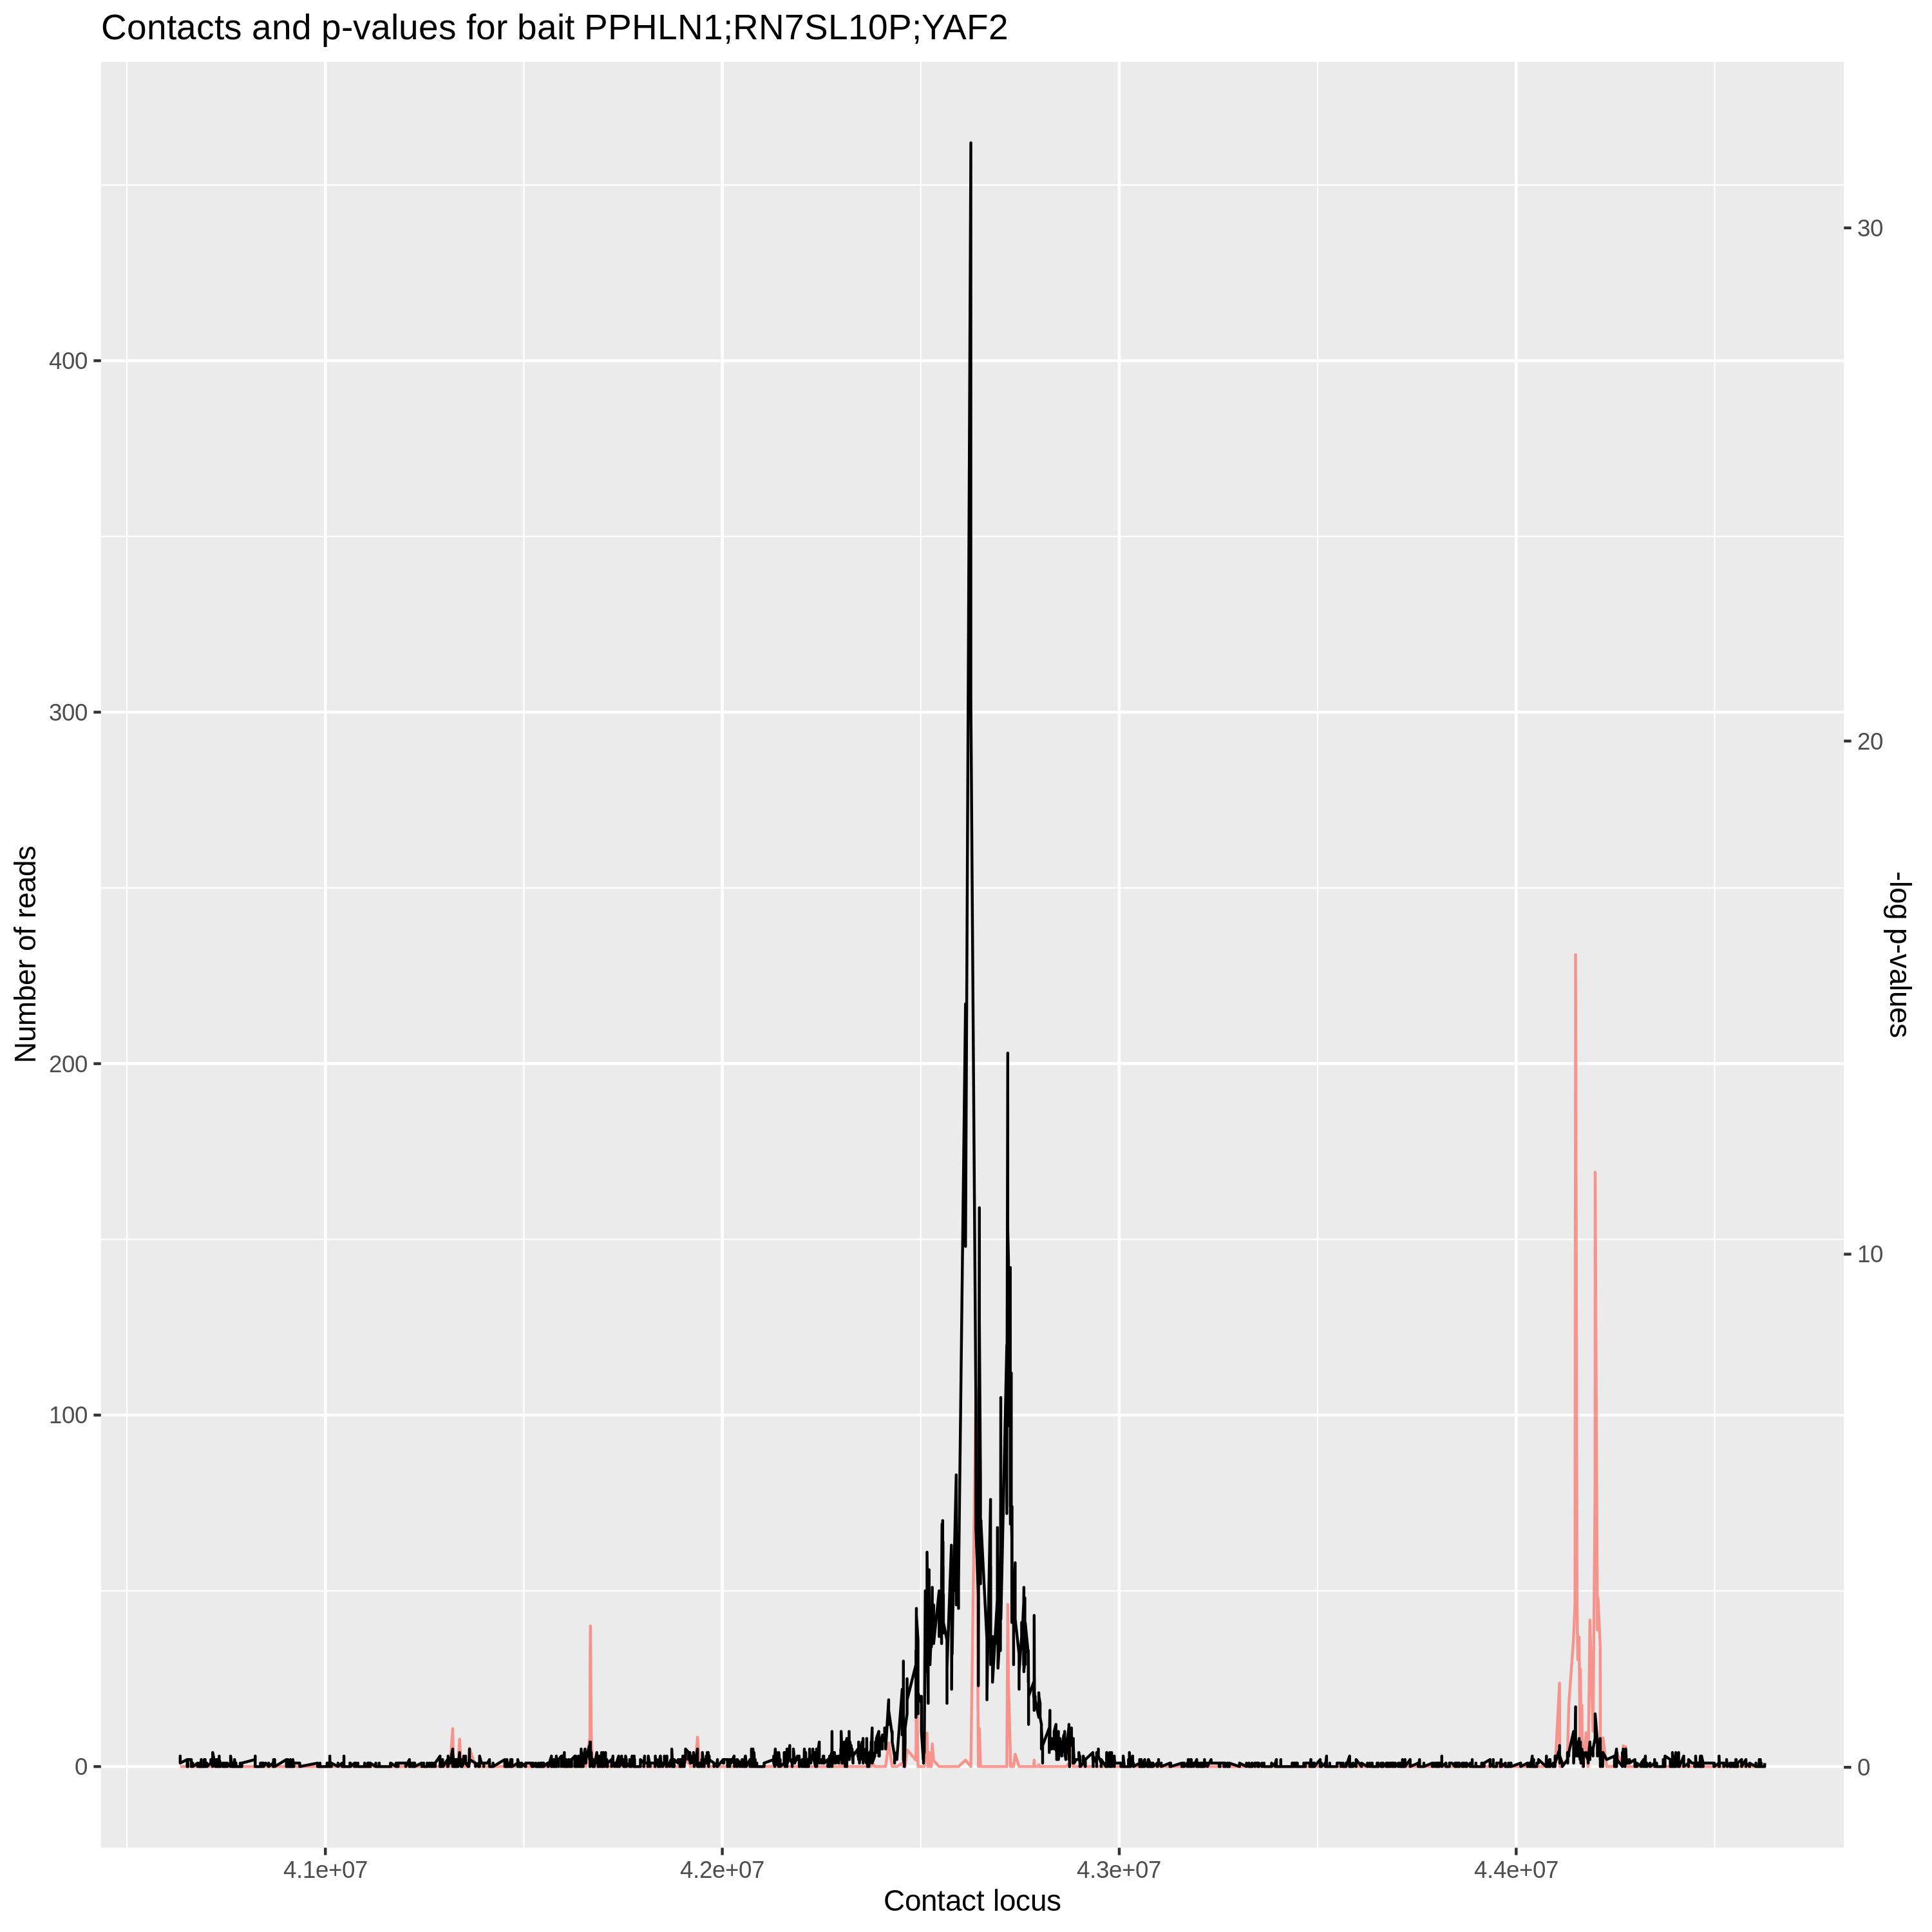 Contacts and p-values for bait PPHLN1;RN7SL10P;YAF2
400
300
200
100
0
Number of reads
30
20
10
0
-log p-values
4.1e+07
4.2e+07
4.3e+07
4.4e+07
Contact locus